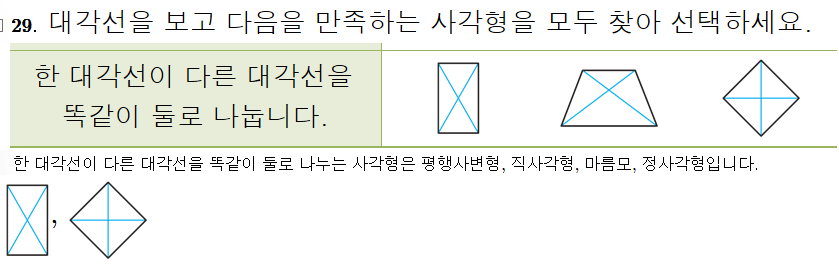 29. 대각선을 보고 다음을 만족하는 사각형을 모두 찾아 선택하세요.
한 대각선이 다른 대각선을
똑같이 둘로 나눕니다.
한 대각선이 다른 대각선을 똑같이 둘로 나누는 사각형은 평행사변형, 직사각형, 마름모, 정사각형입니다.
,